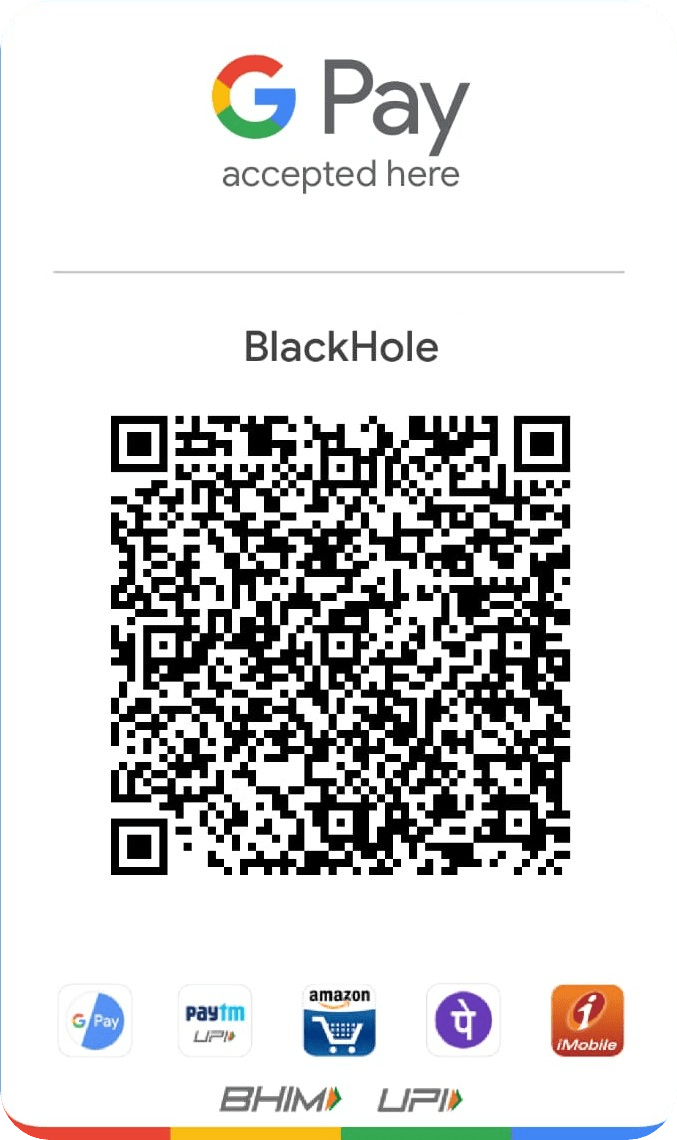 G Pay
accepted here
BlackHole
G Pay
paytm
UPI
amazon
पे
i
iMobile
BHIM
UPI